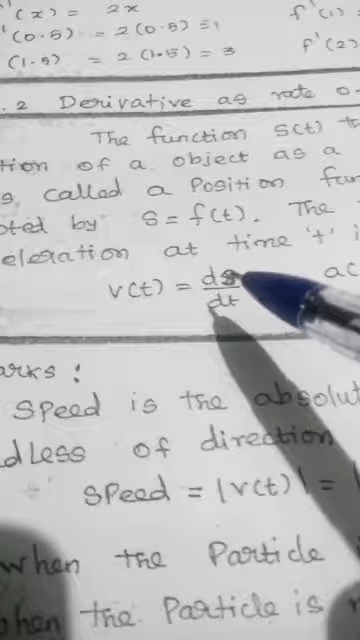 '(x) = 2x
'(0.5) = 2(0.5) = 1 f'(1)
(1.5) = 2(1.5) = 3 f'(2)
.2 Derivative as rate o
The function s(t)
tion of a object as a
called a Position fun
oted by s = f(t). The
eleration at time 't' i
v(t) = ds/dt ac
arks :
Speed is the absolut
dless of direction
Speed = |v(t)| =
when the Particle
hen the Particle is